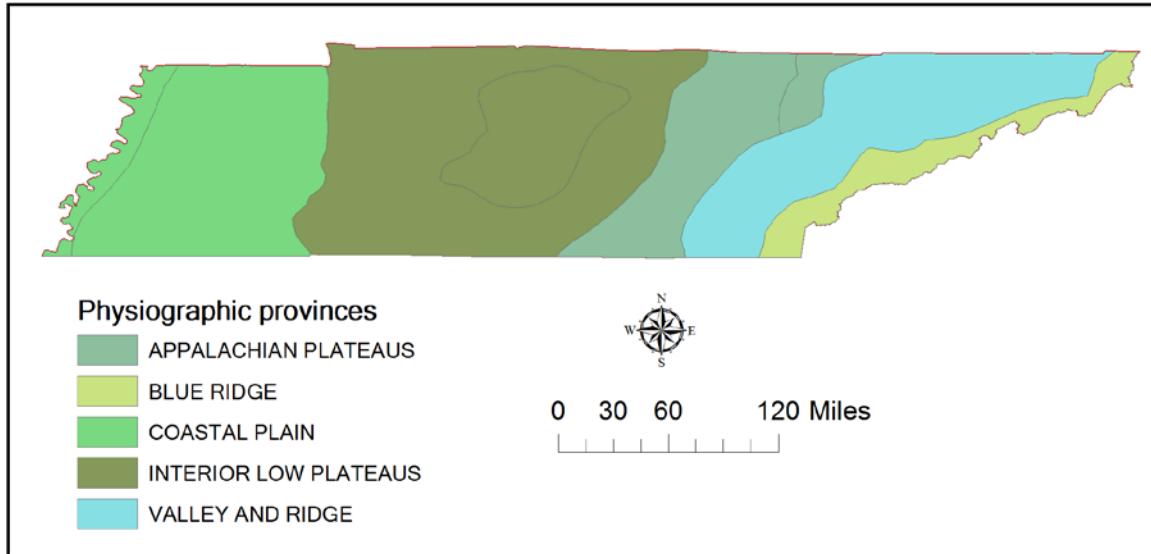 Physiographic provinces
APPALACHIAN PLATEAUS
BLUE RIDGE
COASTAL PLAIN
INTERIOR LOW PLATEAUS
VALLEY AND RIDGE
N
W E
S
0 30 60 120 Miles